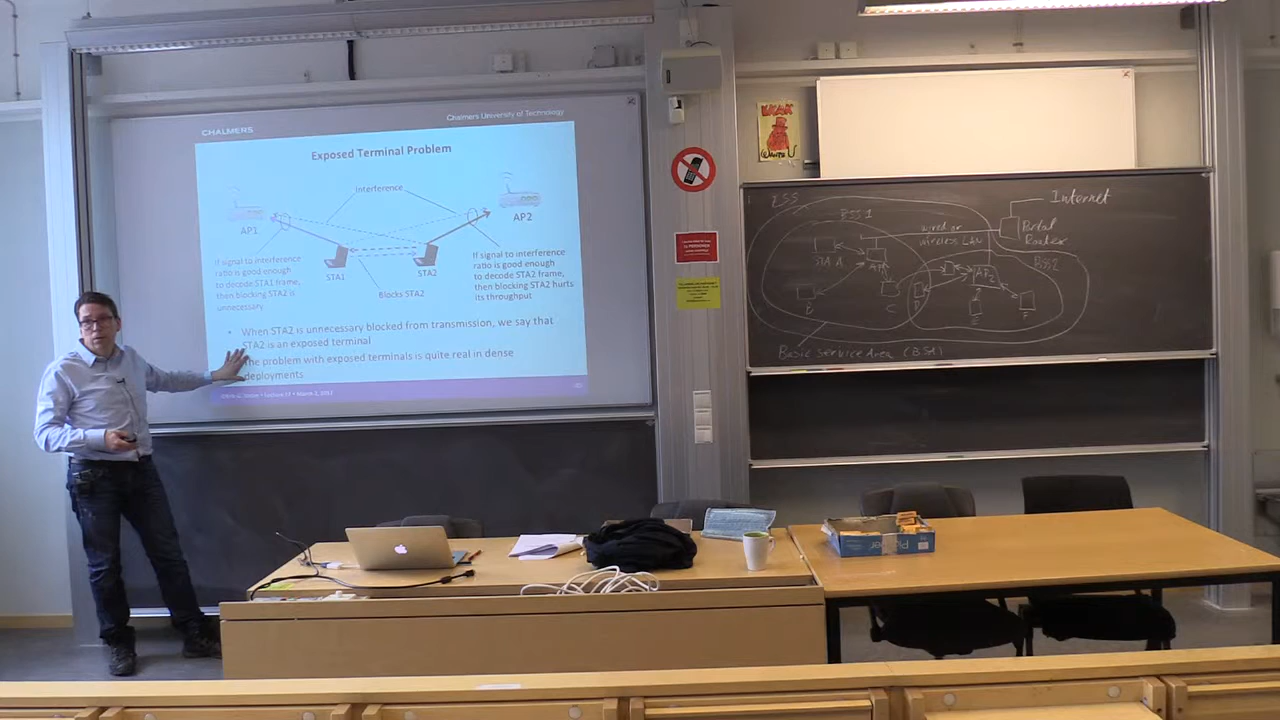 CHALMERS
Chalmers University of Technology
Exposed Terminal Problem
Interference
AP1
AP2
STA1
STA2
Blocks STA2
If signal to interference
ratio is good enough
to decode STA1 frame,
then blocking STA2 is
unnecessary
If signal to interference
ratio is good enough
to decode STA2 frame,
then blocking STA2 hurts
its throughput
• When STA2 is unnecessary blocked from transmission, we say that
STA2 is an exposed terminal
The problem with exposed terminals is quite real in dense
deployments
ESS
BSS1
STA A
AP1
C
wired or
wireless LAN
Internet
Portal
Router
BSS2
AP2
E
F
Basic service Area (BSA)